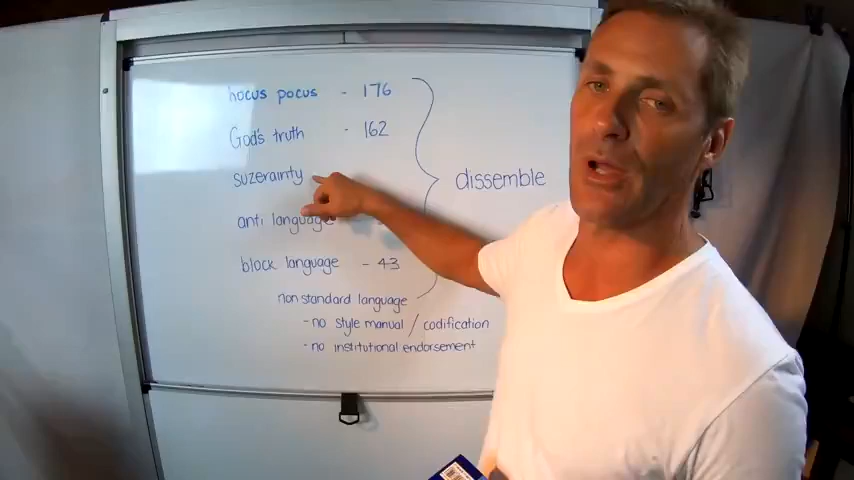 hocus pocus - 176
God's truth - 162
suzerainty
anti language -
block language - 43
non standard language
- no style manual / codification
- no institutional endorsement
dissemble